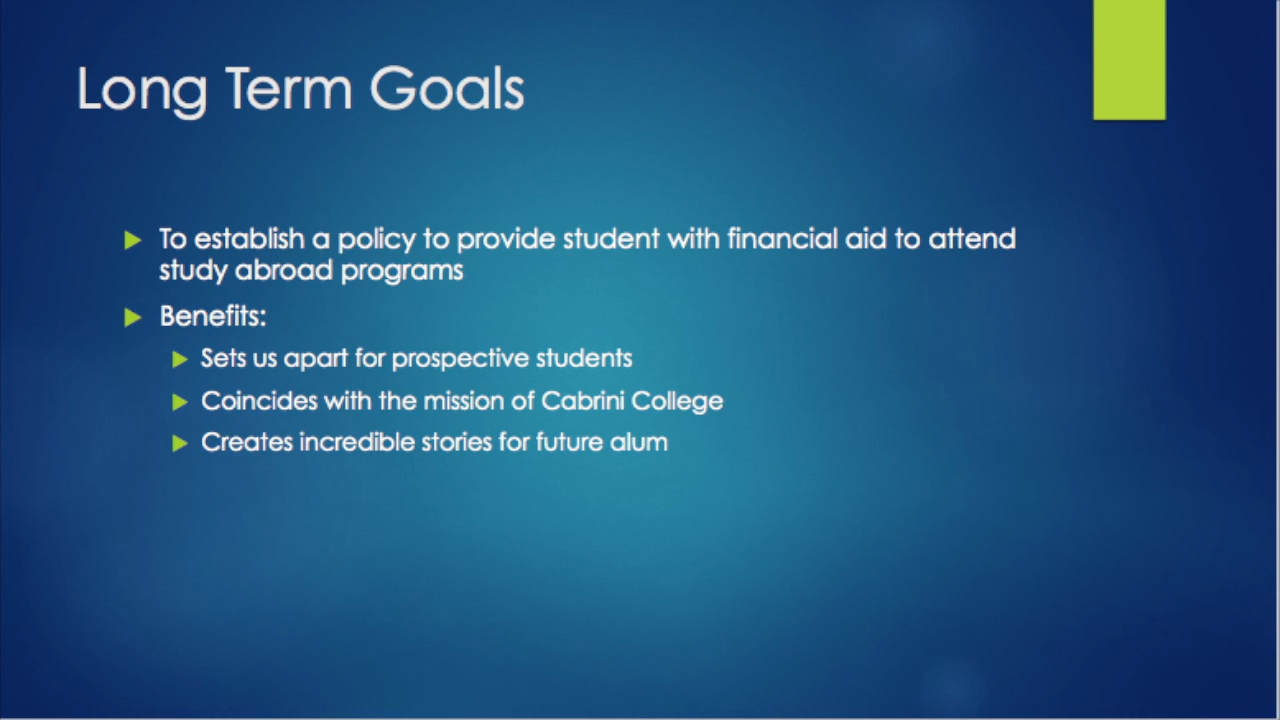 Long Term Goals
To establish a policy to provide student with financial aid to attend
study abroad programs
Benefits:
Sets us apart for prospective students
Coincides with the mission of Cabrini College
Creates incredible stories for future alum